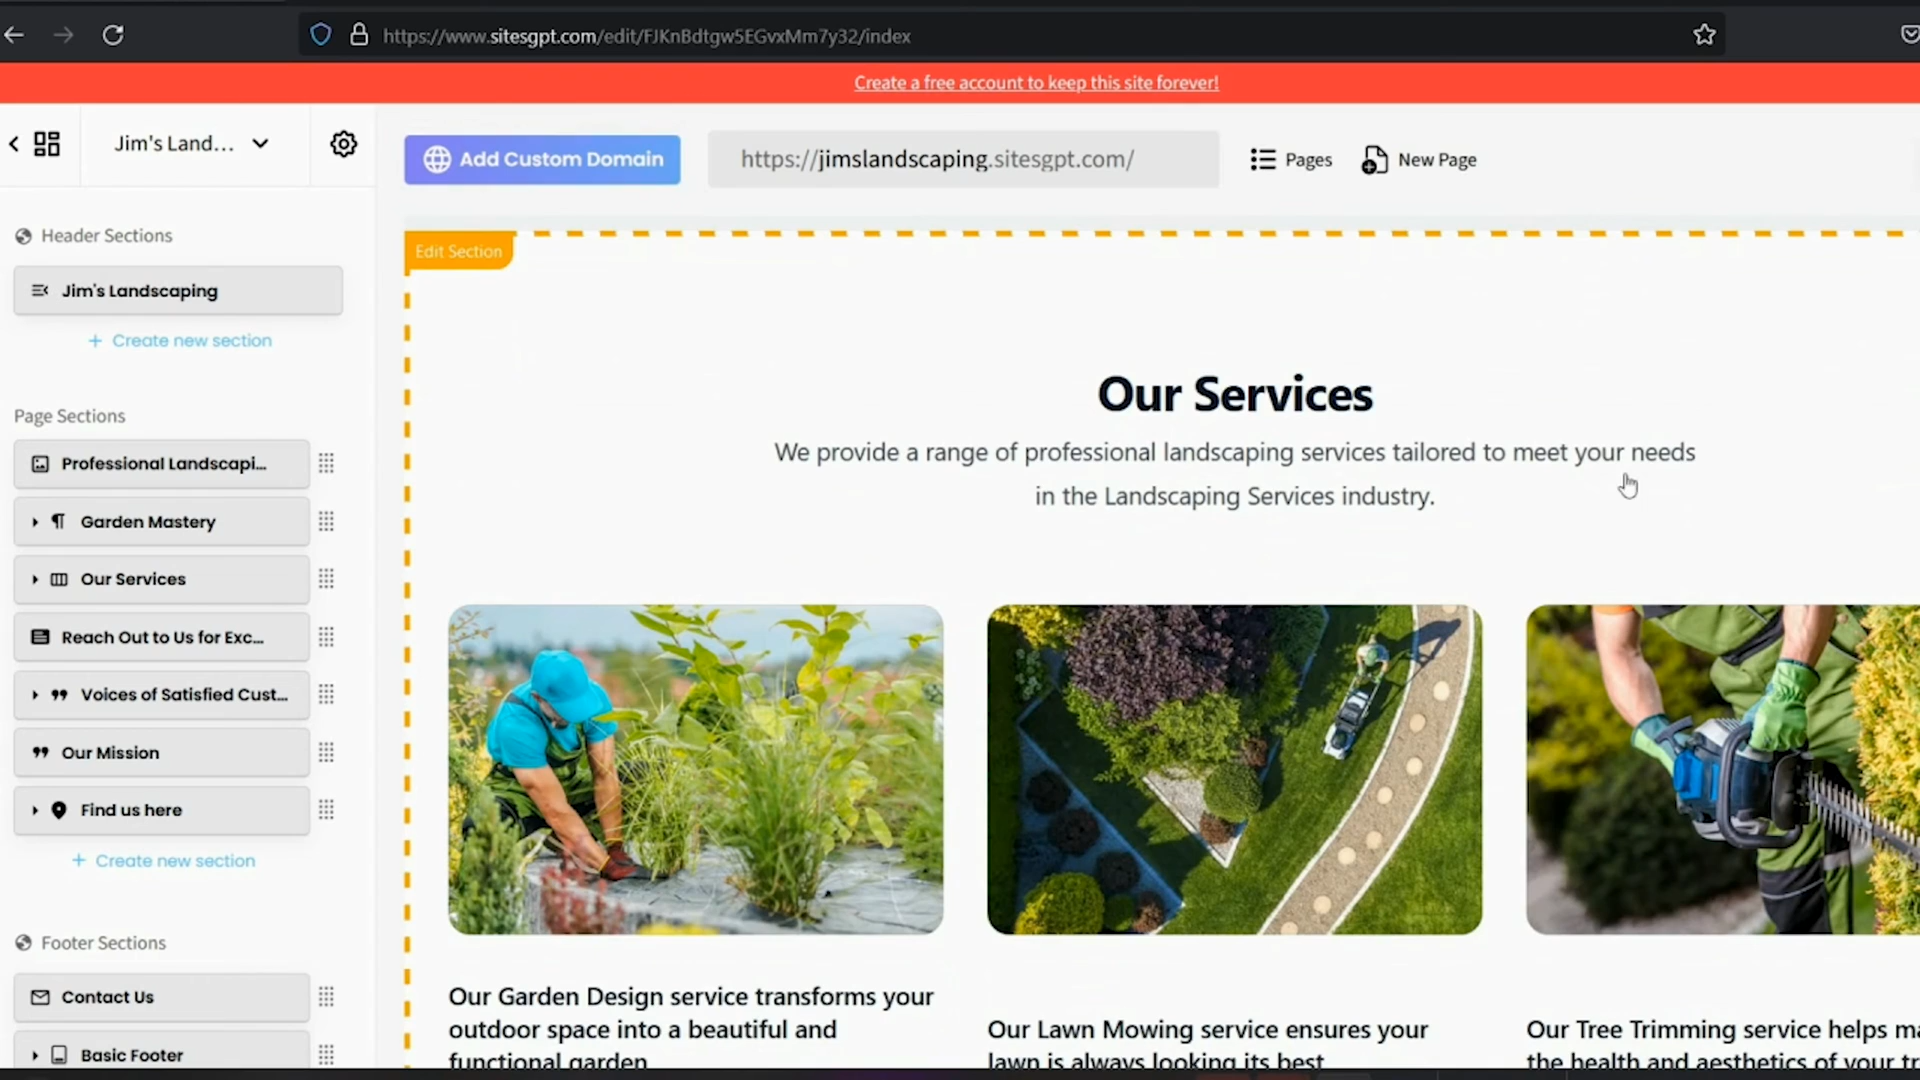 https://www.sitesgpt.com/edit/FJKnBdtgw5EGvxMm7y32/index
Create a free account to keep this site forever!
Jim's Land...
Add Custom Domain
https://jimslandscaping.sitesgpt.com/
Pages
New Page
Header Sections
Jim's Landscaping
+ Create new section
Page Sections
Professional Landscapi...
Garden Mastery
Our Services
Reach Out to Us for Exc...
Voices of Satisfied Cust...
Our Mission
Find us here
+ Create new section
Footer Sections
Contact Us
Basic Footer
Edit Section
Our Services
We provide a range of professional landscaping services tailored to meet your needs
in the Landscaping Services industry.
Our Garden Design service transforms your
outdoor space into a beautiful and
functional garden
Our Lawn Mowing service ensures your
lawn is always looking its best
Our Tree Trimming service helps
the health and aesthetics of your